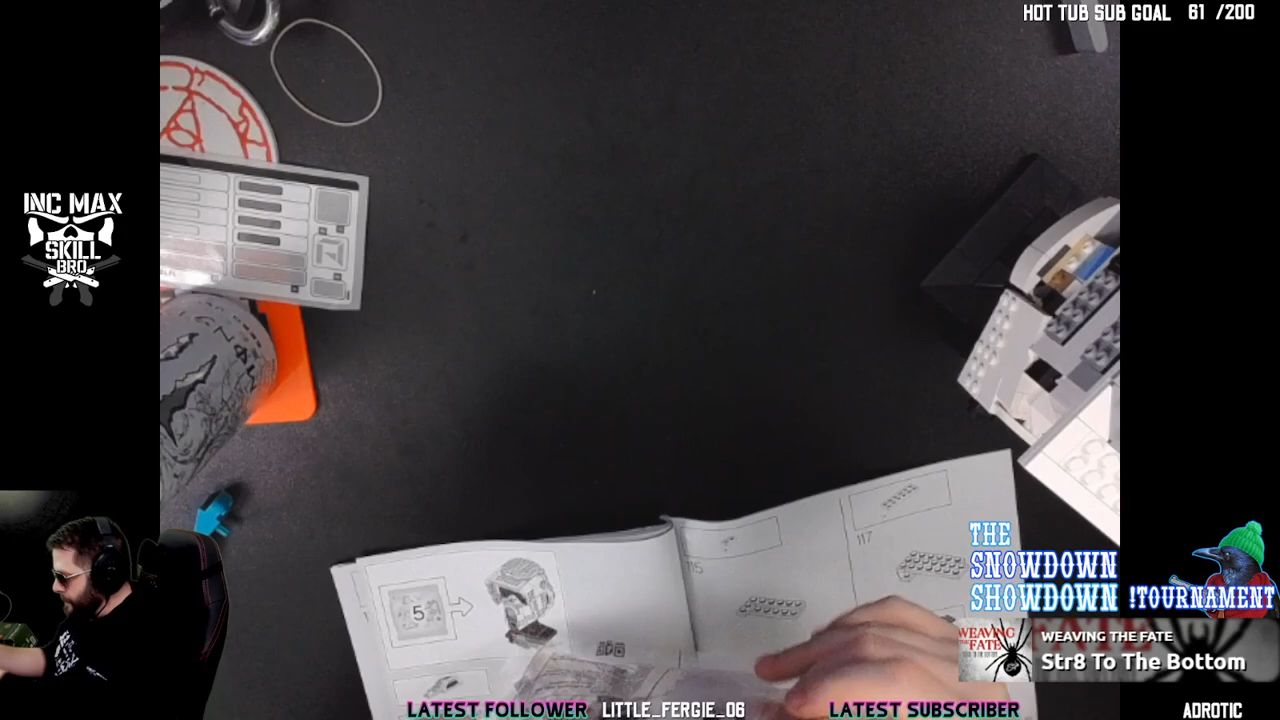 HOT TUB SUB GOAL 61 /200
INC MAX
SKILL
BRO
5
115
117
THE
SNOWDOWN
SHOWDOWN !TOURNAMENT
WEAVING THE FATE
Str8 To The Bottom
LATEST FOLLOWER LITTLE_FERGIE_06 LATEST SUBSCRIBER ADROTIC